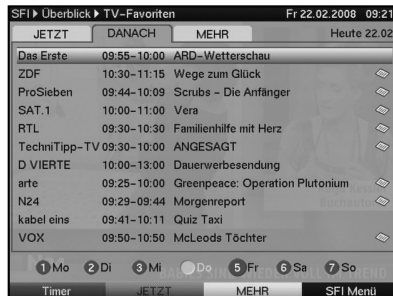 SFI▶Überblick▶TV-Favoriten Fr 22.02.2008 09:21
JETZT DANACH MEHR Heute 22.02
Das Erste 09:55-10:00 ARD-Wetterschau
ZDF 10:30-11:15 Wege zum Glück
ProSieben 09:44-10:09 Scrubs - Die Anfänger
SAT.1 10:00-11:00 Vera
RTL 09:30-10:30 Familienhilfe mit Herz
TechniTipp-TV 09:30-10:00 ANGESAGT
D VIERTE 10:00-13:00 Dauerwerbesendung
arte 09:25-10:00 Greenpeace: Operation Plutonium
N24 09:29-09:44 Morgenreport
kabel eins 09:41-10:11 Quiz Taxi
VOX 09:50-10:50 McLeods Töchter
1 Mo 2 Di 3 Mi Do 5 Fr 6 Sa 7 So
Timer JETZT MEHR SFI Menü